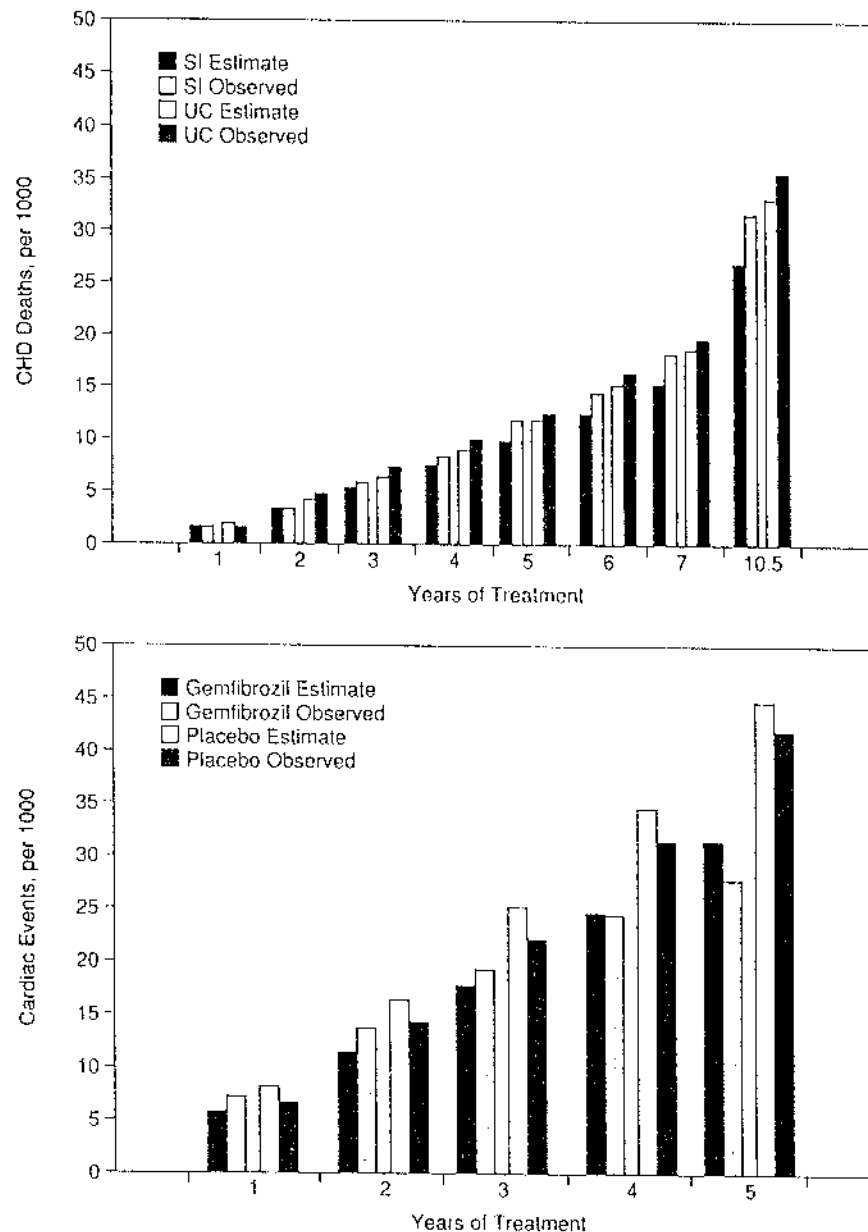 50
45
40
35
30
25
20
15
10
5
0
CHD Deaths, per 1000
SI Estimate
SI Observed
UC Estimate
UC Observed
1 2 3 4 5 6 7 10.5
Years of Treatment
50
45
40
35
30
25
20
15
10
5
0
Cardiac Events, per 1000
Gemfibrozil Estimate
Gemfibrozil Observed
Placebo Estimate
Placebo Observed
1 2 3 4 5
Years of Treatment